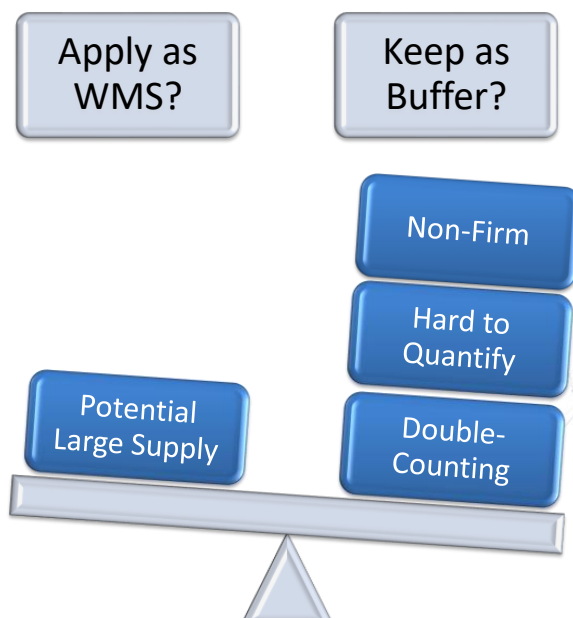 Apply as
WMS?
Keep as
Buffer?
Non-Firm
Hard to
Quantify
Potential
Large Supply
Double-
Counting